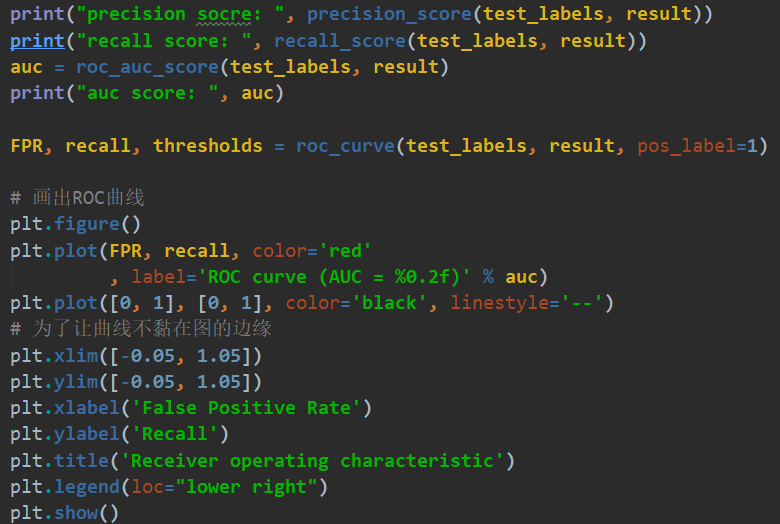 print("precision socre: ", precision_score(test_labels, result))
print("recall score: ", recall_score(test_labels, result))
auc = roc_auc_score(test_labels, result)
print("auc score: ", auc)
FPR, recall, thresholds = roc_curve(test_labels, result, pos_label=1)
# 画出ROC曲线
plt.figure()
plt.plot(FPR, recall, color='red'
, label='ROC curve (AUC = %0.2f)' % auc)
plt.plot([0, 1], [0, 1], color='black', linestyle='--')
# 为了让曲线不黏在图的边缘
plt.xlim([-0.05, 1.05])
plt.ylim([-0.05, 1.05])
plt.xlabel('False Positive Rate')
plt.ylabel('Recall')
plt.title('Receiver operating characteristic')
plt.legend(loc="lower right")
plt.show()